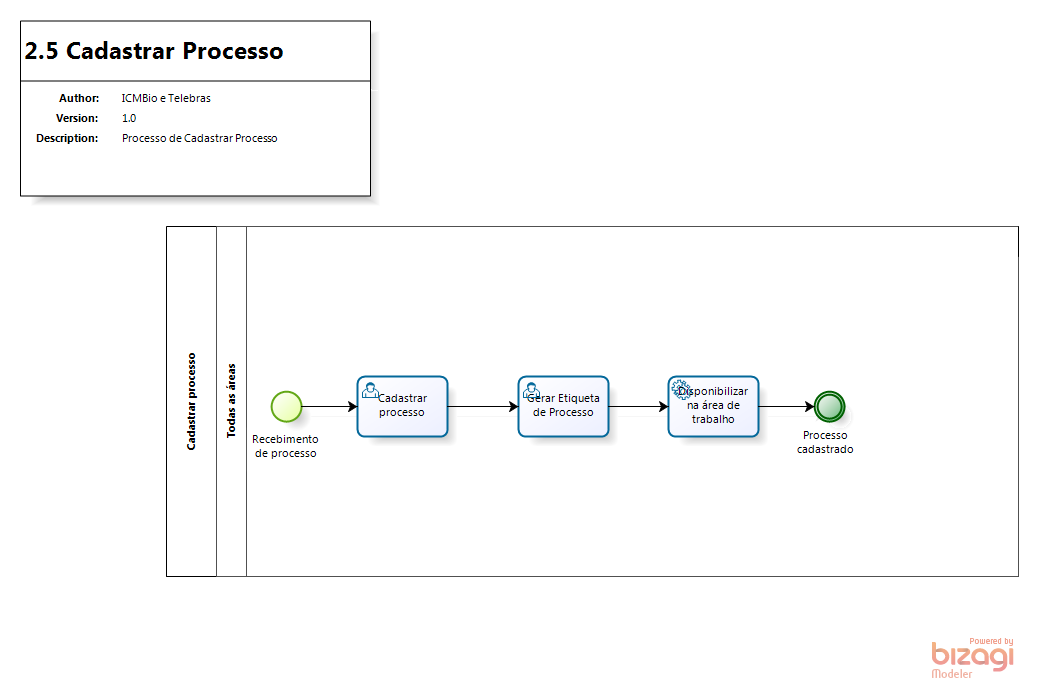 2.5 Cadastrar Processo
Author: ICMBio e Telebras
Version: 1.0
Description: Processo de Cadastrar Processo
Cadastrar processo
Todas as áreas
Recebimento
de processo
Cadastrar
processo
Gerar Etiqueta
de Processo
Disponibilizar
na área de
trabalho
Processo
cadastrado
Powered by
bizagi
Modeler